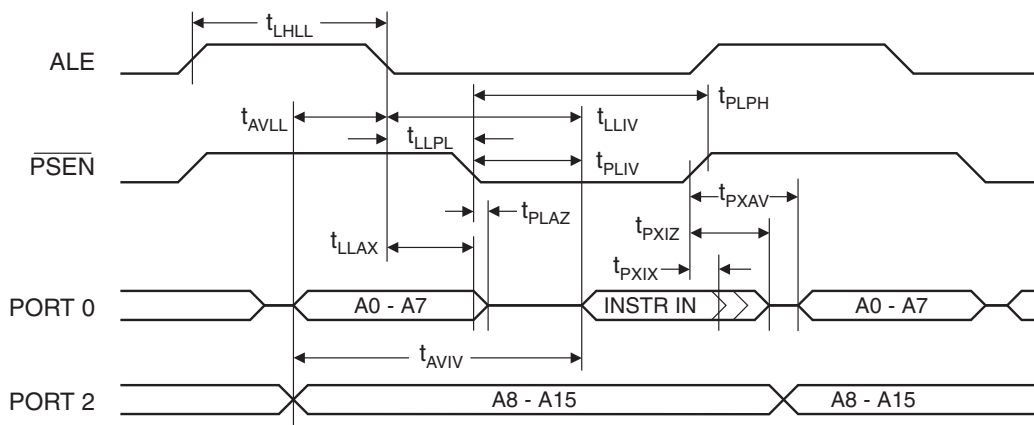 tLHLL
ALE
tPLPH
tAVLL
tLLIV
tLLPL
PSEN
tPLIV
tPXAV
tPLAZ
tLLAX
tPXIZ
tPXIX
PORT 0
A0 - A7
INSTR IN
A0 - A7
tAVIV
PORT 2
A8 - A15
A8 - A15